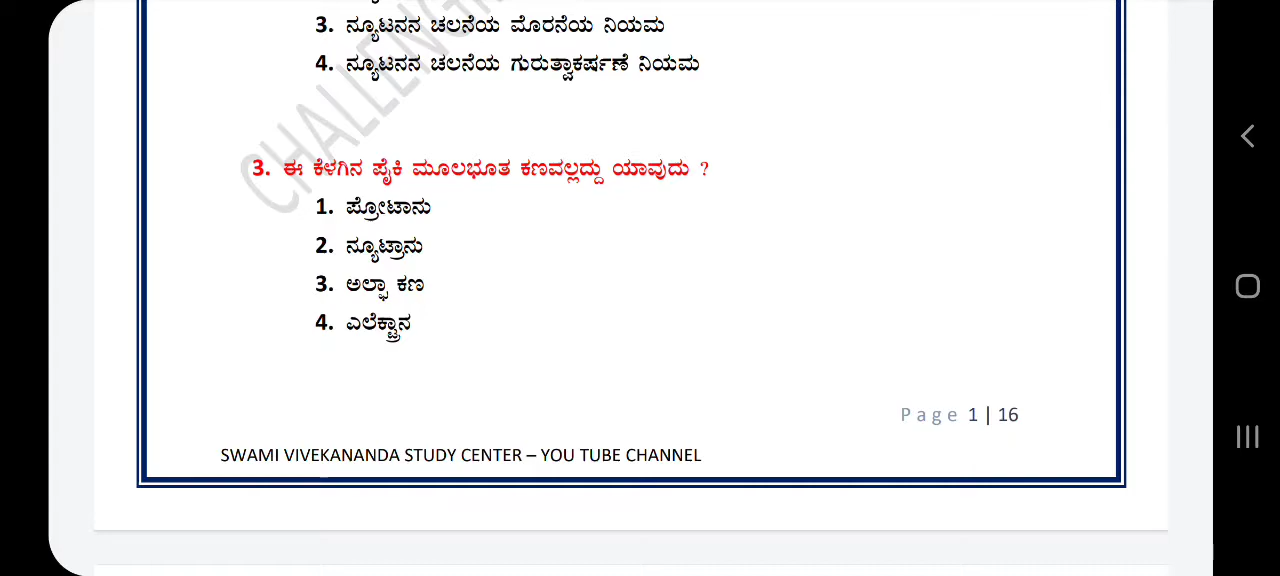 3. ನ್ಯೂಟನನ ಚಲನೆಯ ಮೊರನೆಯ ನಿಯಮ
4. ನ್ಯೂಟನನ ಚಲನೆಯ ಗುರುತ್ವಾಕರ್ಷಣೆ ನಿಯಮ
3. ಈ ಕೆಳಗಿನ ಪೈಕಿ ಮೂಲಭೂತ ಕಣವಲ್ಲದ್ದು ಯಾವುದು ?
1. ಪ್ರೋಟಾನು
2. ನ್ಯೂಟ್ರಾನು
3. ಅಲ್ಫಾ ಕಣ
4. ಎಲೆಕ್ಟ್ರಾನ
Page 1 | 16
SWAMI VIVEKANANDA STUDY CENTER – YOU TUBE CHANNEL